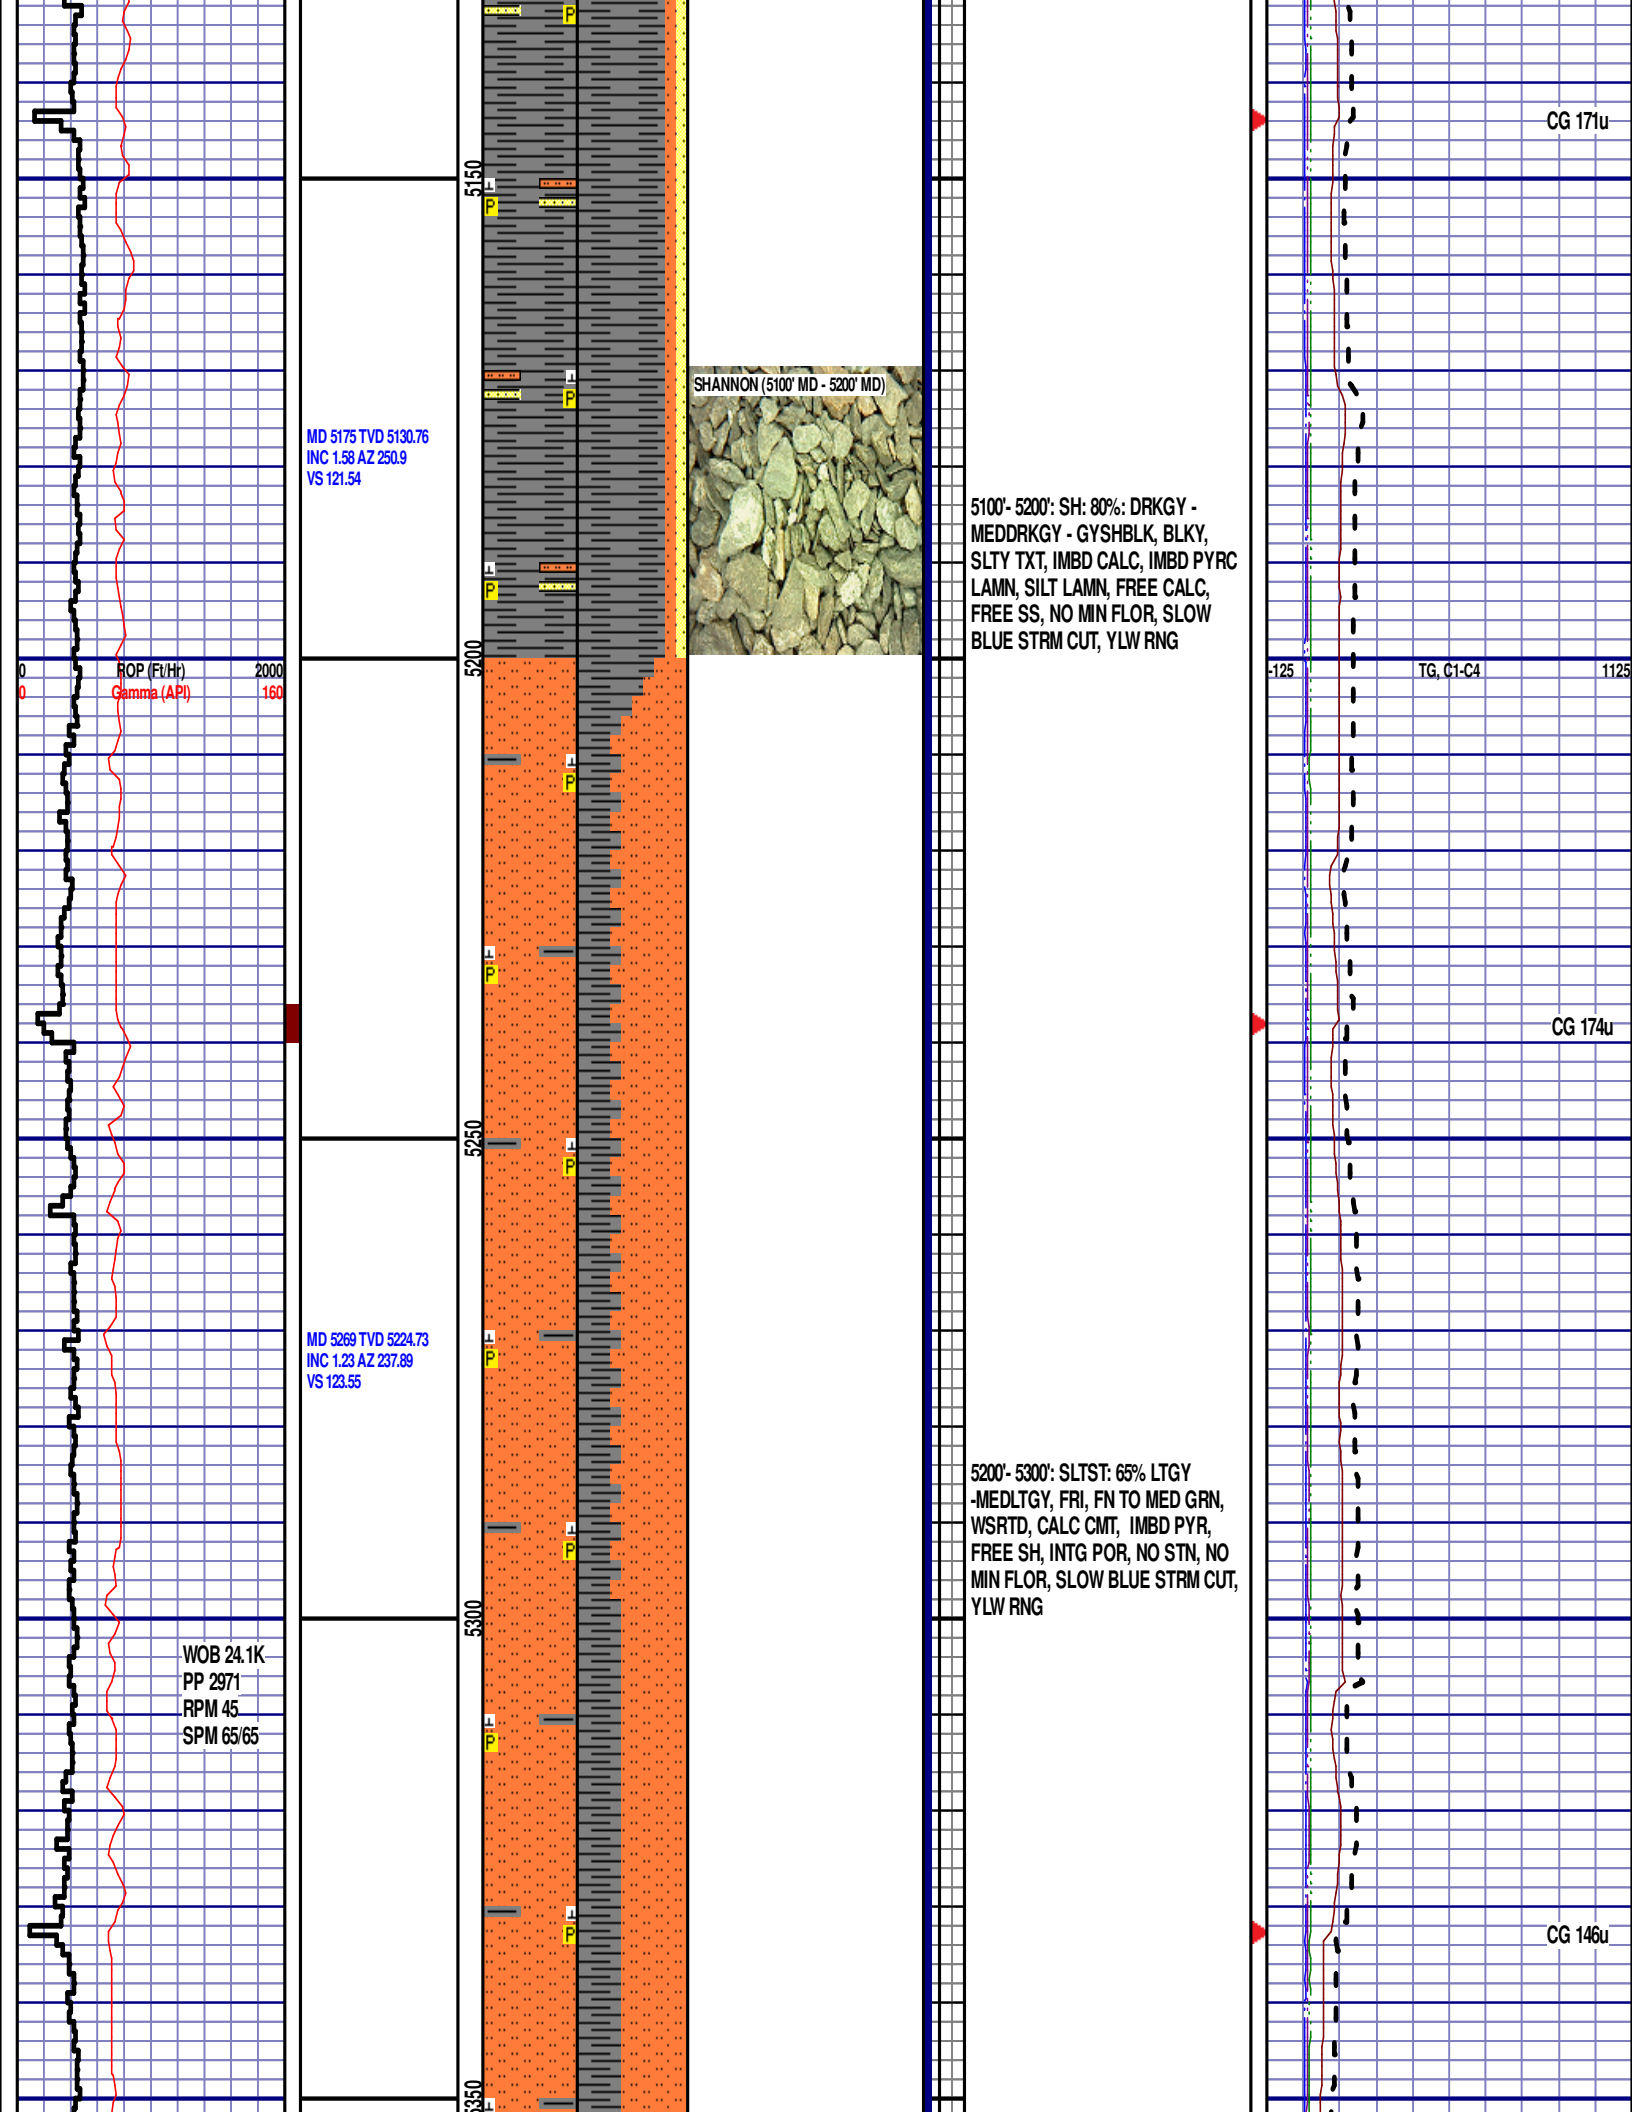 P
CG 171u
5150
P
SHANNON (5100' MD - 5200' MD)
P
MD 5175 TVD 5130.76
INC 1.58 AZ 250.9
VS 121.54
5100'- 5200': SH: 80%: DRKGY -
MEDDRKGY - GYSHBLK, BLKY,
SLTY TXT, IMBD CALC, IMBD PYRC
LAMN, SILT LAMN, FREE CALC,
FREE SS, NO MIN FLOR, SLOW
BLUE STRM CUT, YLW RNG
P
5200
0 ROP (Ft/Hr) 2000
0 Gamma (API) 160
-125 TG, C1-C4 1125
P
P
CG 174u
5250
P
MD 5269 TVD 5224.73
INC 1.23 AZ 237.89
VS 123.55
P
5200'- 5300': SLTST: 65% LTGY
-MEDLTGY, FRI, FN TO MED GRN,
WSRTD, CALC CMT, IMBD PYR,
FREE SH, INTG POR, NO STN, NO
MIN FLOR, SLOW BLUE STRM CUT,
YLW RNG
P
5300
WOB 24.1K
PP 2971
RPM 45
SPM 65/65
P
P
CG 146u
5350